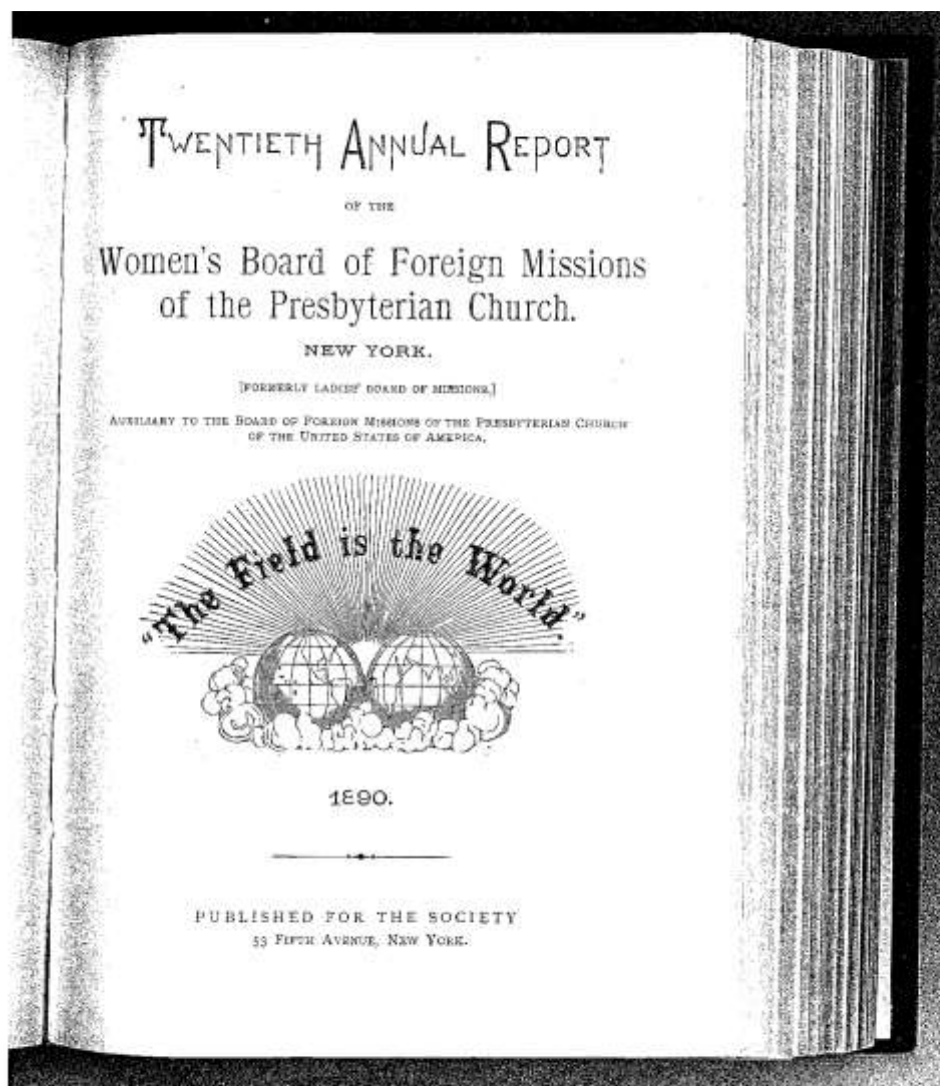 TWENTIETH ANNUAL REPORT
OF THE
Women's Board of Foreign Missions
of the Presbyterian Church.
NEW YORK.
[FORMERLY LADIES' BOARD OF MISSIONS.]
AUXILIARY TO THE BOARD OF FOREIGN MISSIONS OF THE PRESBYTERIAN CHURCH
OF THE UNITED STATES OF AMERICA.
"The Field is the World."
1890.
PUBLISHED FOR THE SOCIETY
53 FIFTH AVENUE, NEW YORK.